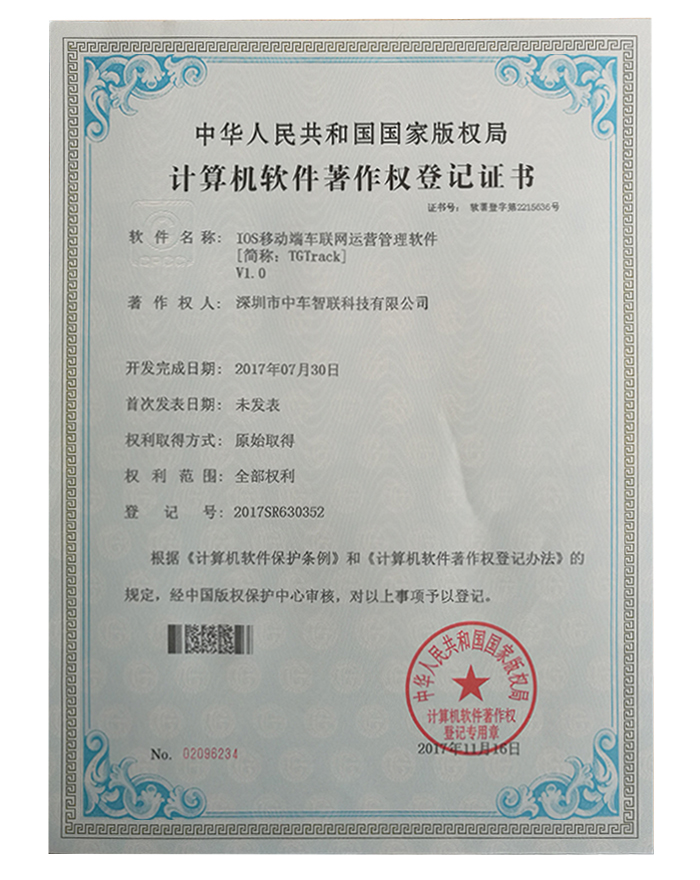 中华人民共和国国家版权局
计算机软件著作权登记证书
证书号： 软著登字第2215636号
软件名称： IOS移动端车联网运营管理软件
[简称：TGTrack]
V1.0
著作权人： 深圳市中车智联科技有限公司
开发完成日期： 2017年07月30日
首次发表日期： 未发表
权利取得方式： 原始取得
权利范围： 全部权利
登记号： 2017SR630352
根据《计算机软件保护条例》和《计算机软件著作权登记办法》的
规定，经中国版权保护中心审核，对以上事项予以登记。
中华人民共和国国家版权局
计算机软件著作权
登记专用章
No. 02096234
2017年11月16日